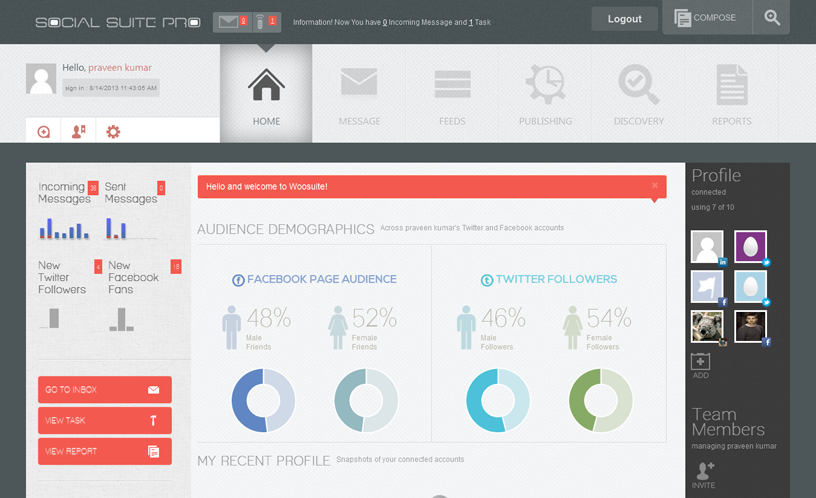 SOCIAL SUITE PRO
0
1
Information! Now You have 0 Incoming Message and 1 Task
Logout
COMPOSE
Hello, praveen kumar
sign in : 8/14/2013 11:43:05 AM
HOME
MESSAGE
FEEDS
PUBLISHING
DISCOVERY
REPORTS
Incoming
Messages
Sent
Messages
0
New
Twitter
Followers
New
Facebook
Fans
GO TO INBOX
VIEW TASK
VIEW REPORT
Hello and welcome to Woosuite!
×
AUDIENCE DEMOGRAPHICS Across praveen kumar's Twitter and Facebook accounts
FACEBOOK PAGE AUDIENCE
48%
Male
Friends
52%
Female
Friends
TWITTER FOLLOWERS
46%
Male
Followers
54%
Female
Followers
MY RECENT PROFILE Snapshots of your connected accounts
Profile
connected
using 7 of 10
ADD
Team
Members
managing praveen kumar
INVITE